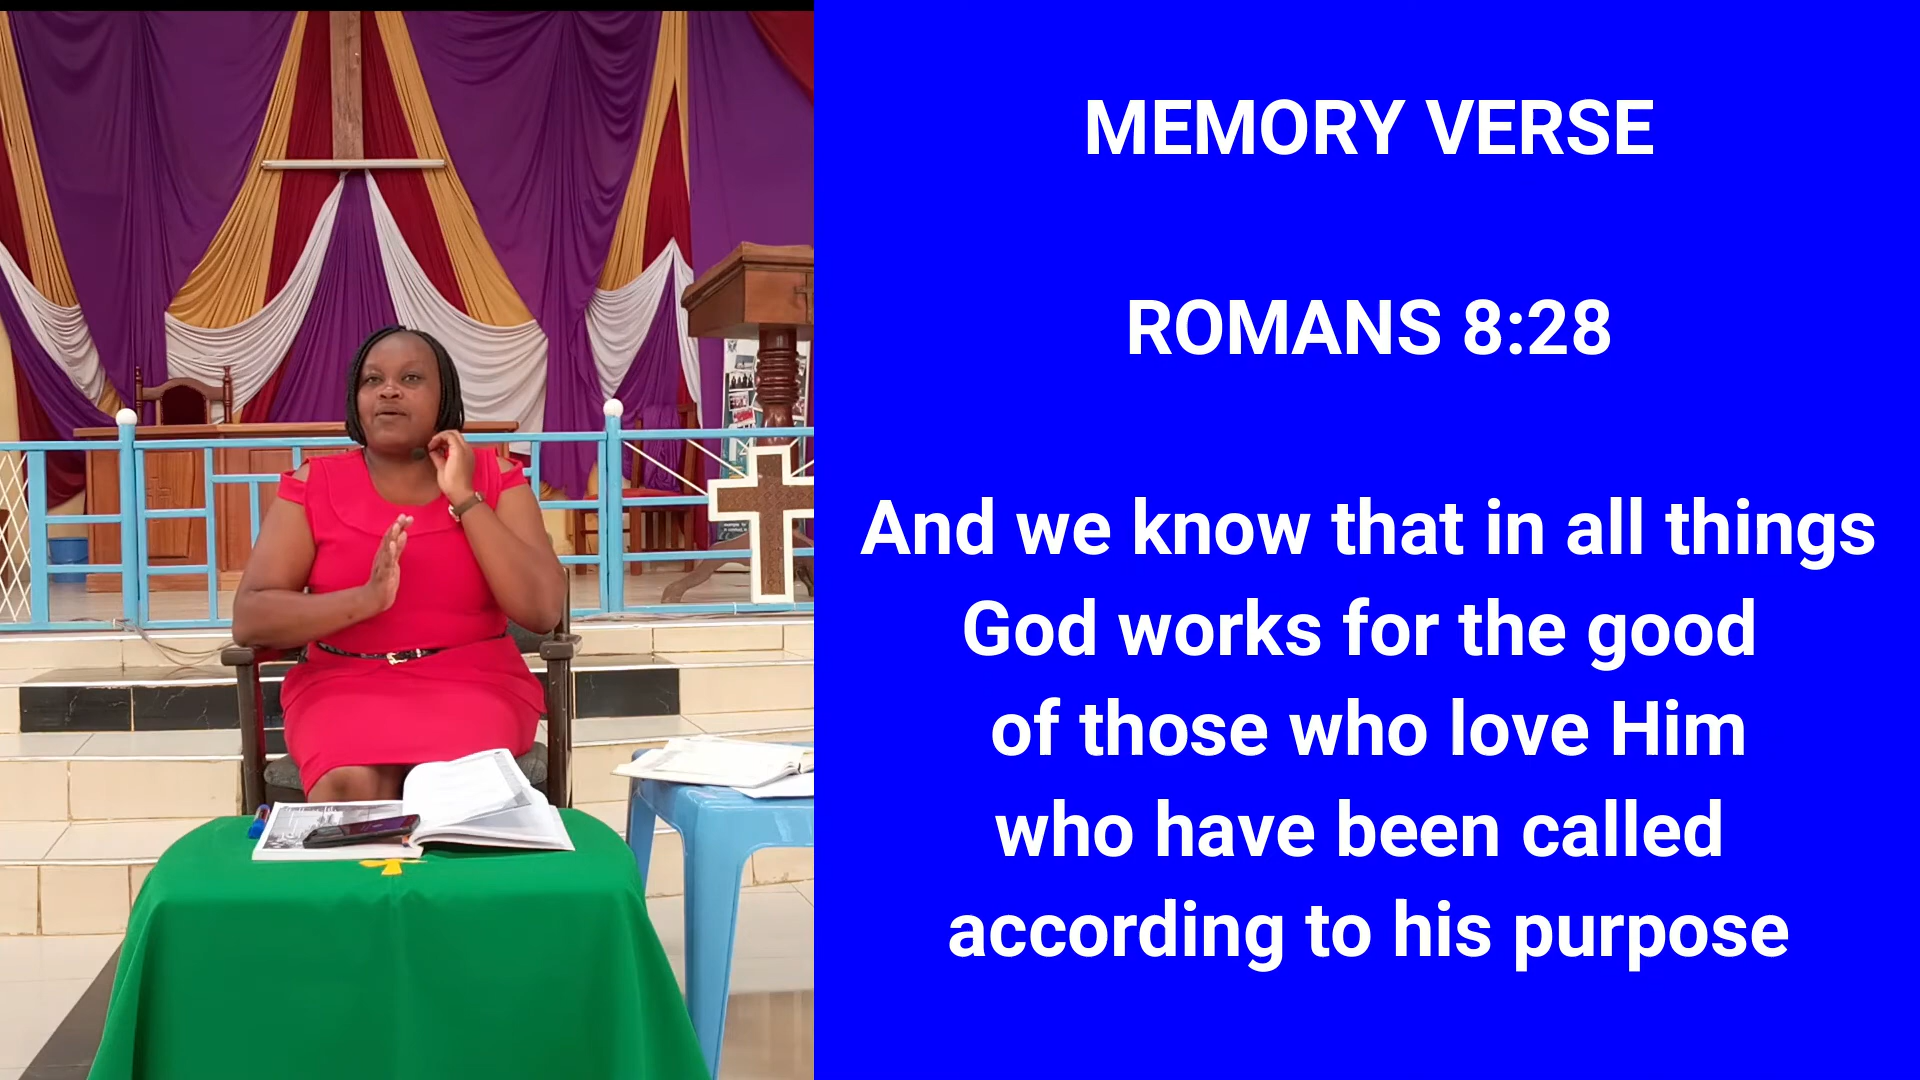 MEMORY VERSE
ROMANS 8:28
And we know that in all things
God works for the good
of those who love Him
who have been called
according to his purpose